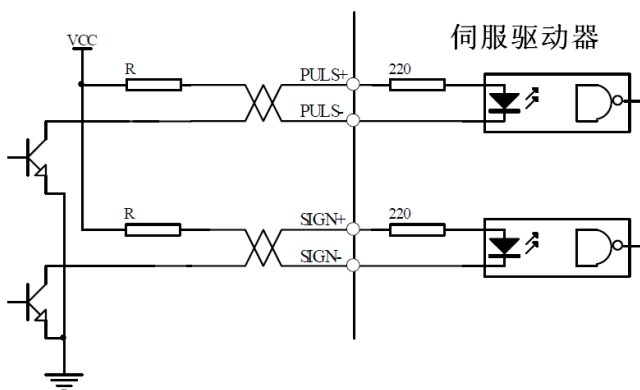 伺服驱动器
VCC
R
PULS+
220
PULS-
R
SIGN+
220
SIGN-